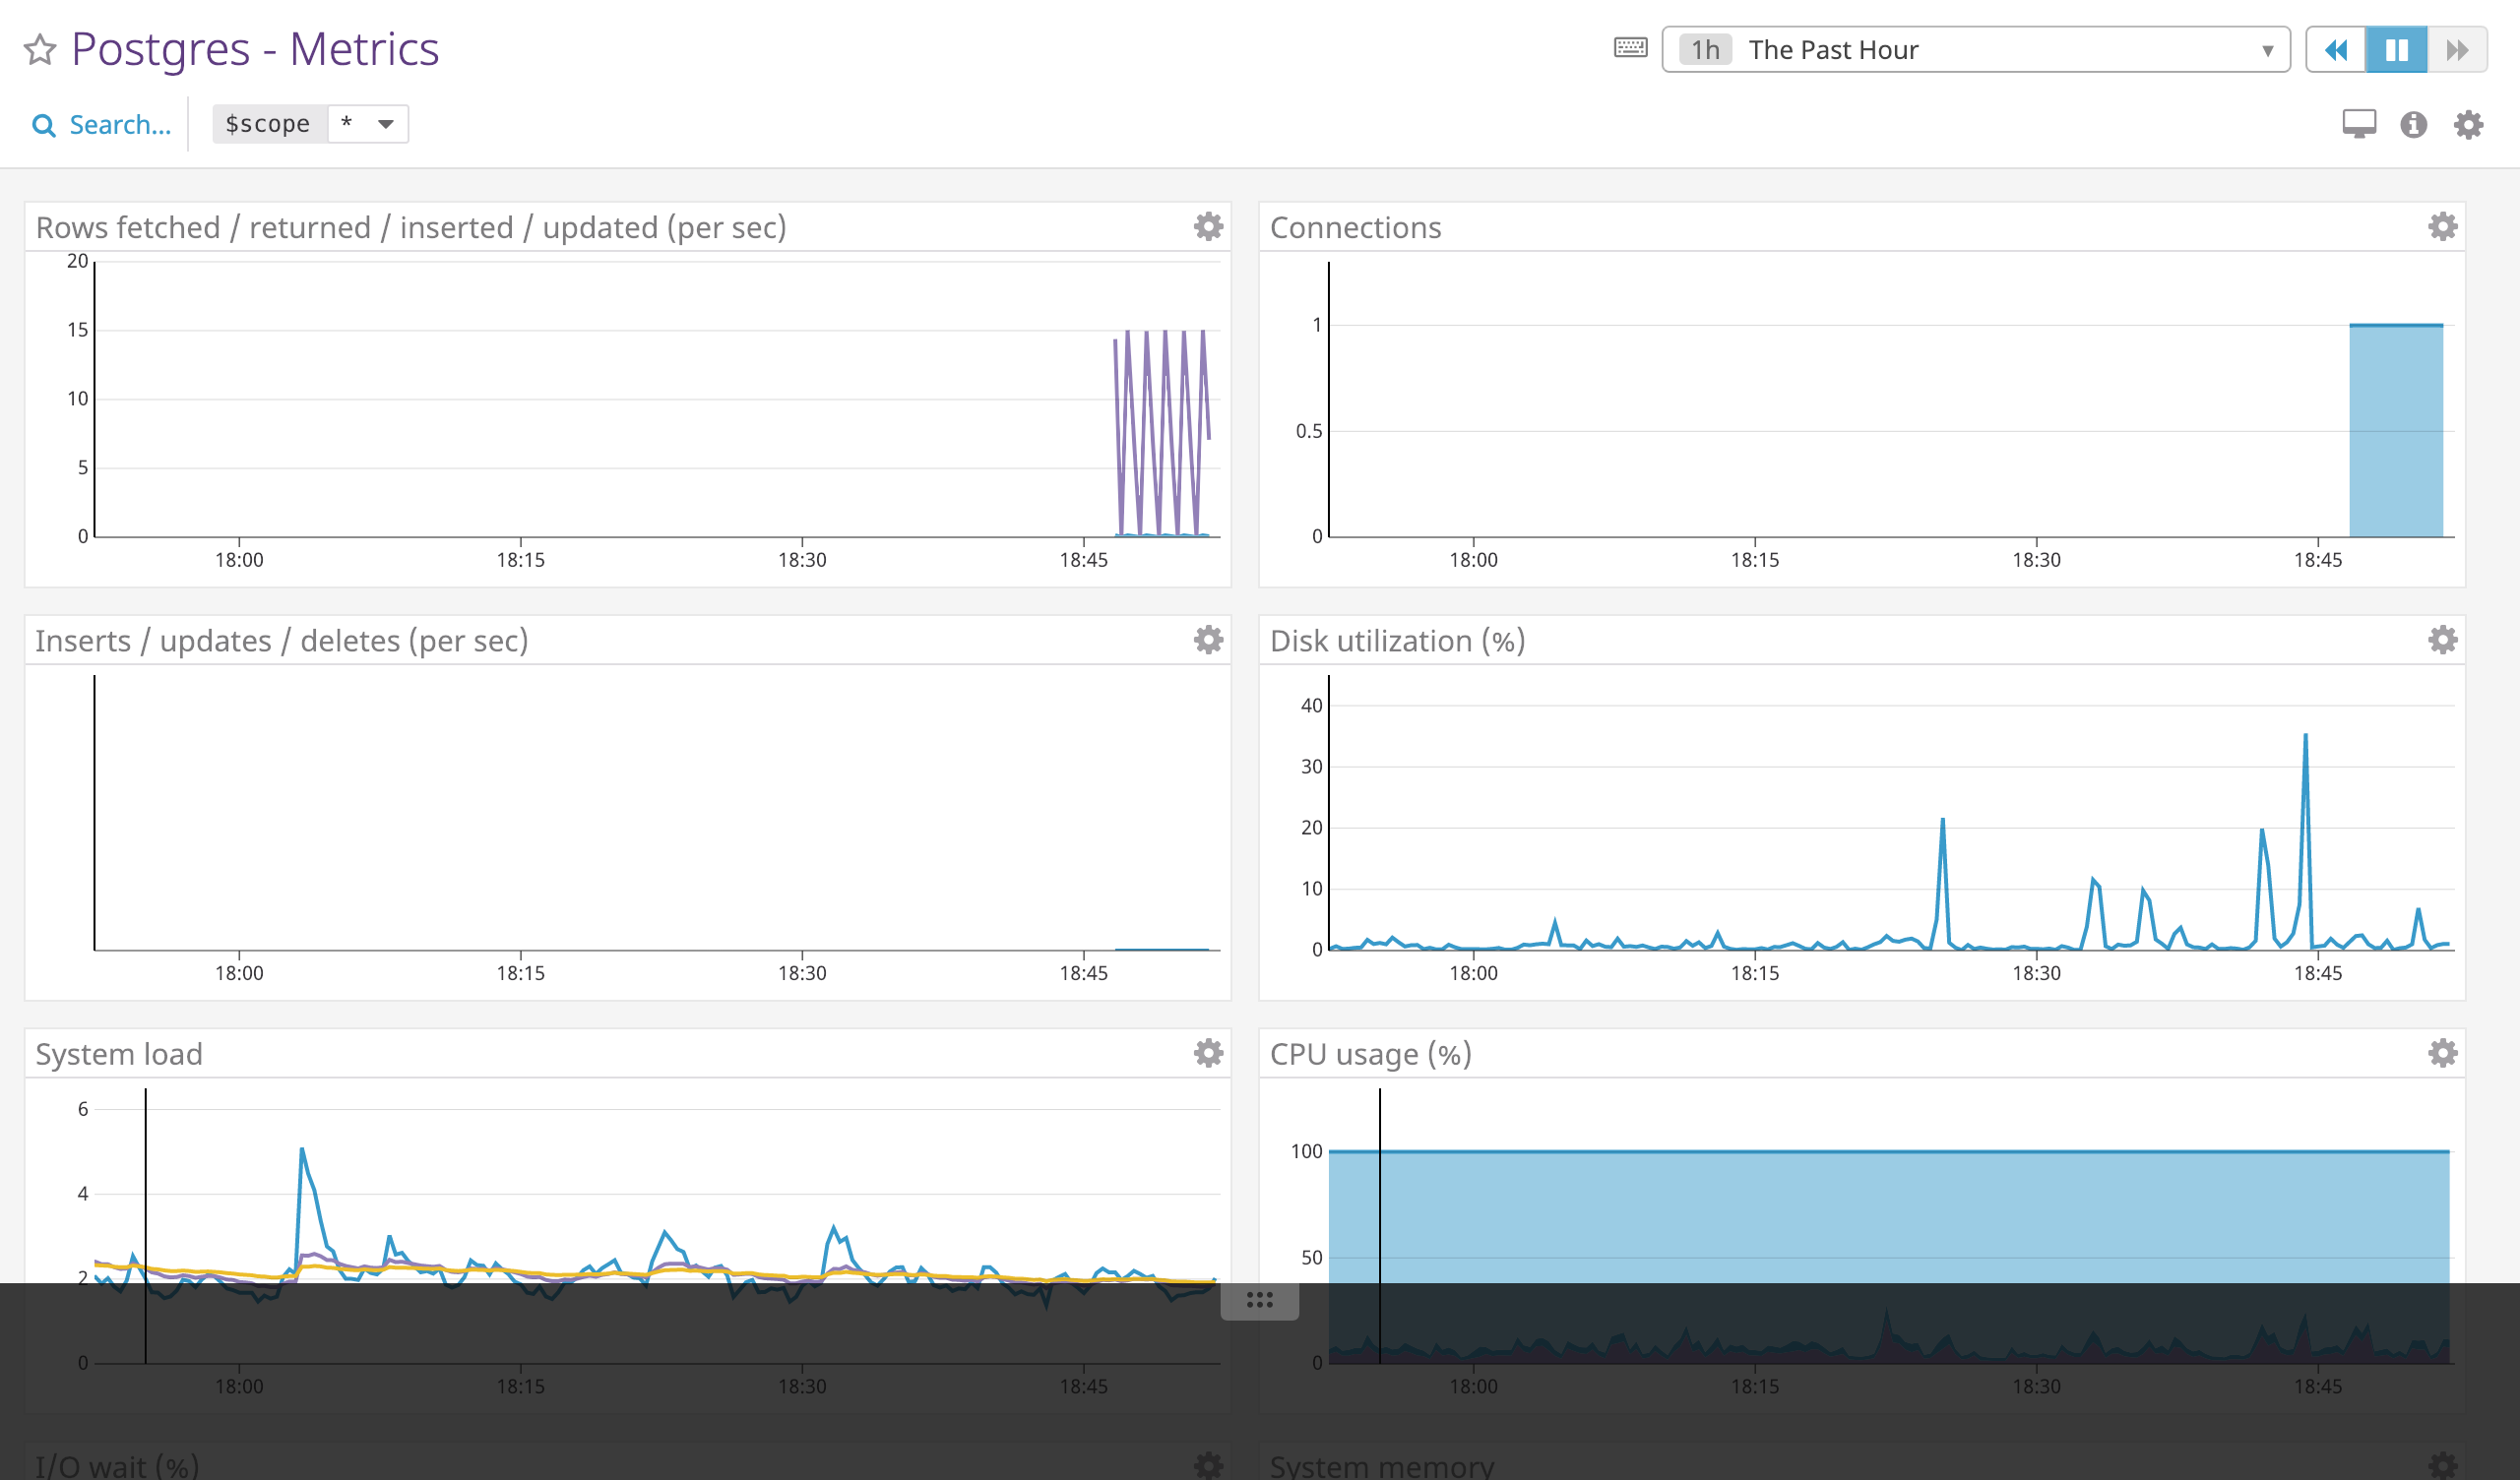 Postgres - Metrics
1h The Past Hour
Search...
$scope *
Rows fetched / returned / inserted / updated (per sec)
20
15
10
5
0
18:00 18:15 18:30 18:45
Connections
1
0.5
0
18:00 18:15 18:30 18:45
Inserts / updates / deletes (per sec)
18:00 18:15 18:30 18:45
Disk utilization (%)
40
30
20
10
0
18:00 18:15 18:30 18:45
System load
6
4
2
0
18:00 18:15 18:30 18:45
CPU usage (%)
100
50
0
18:00 18:15 18:30 18:45
I/O wait (%)
System memory